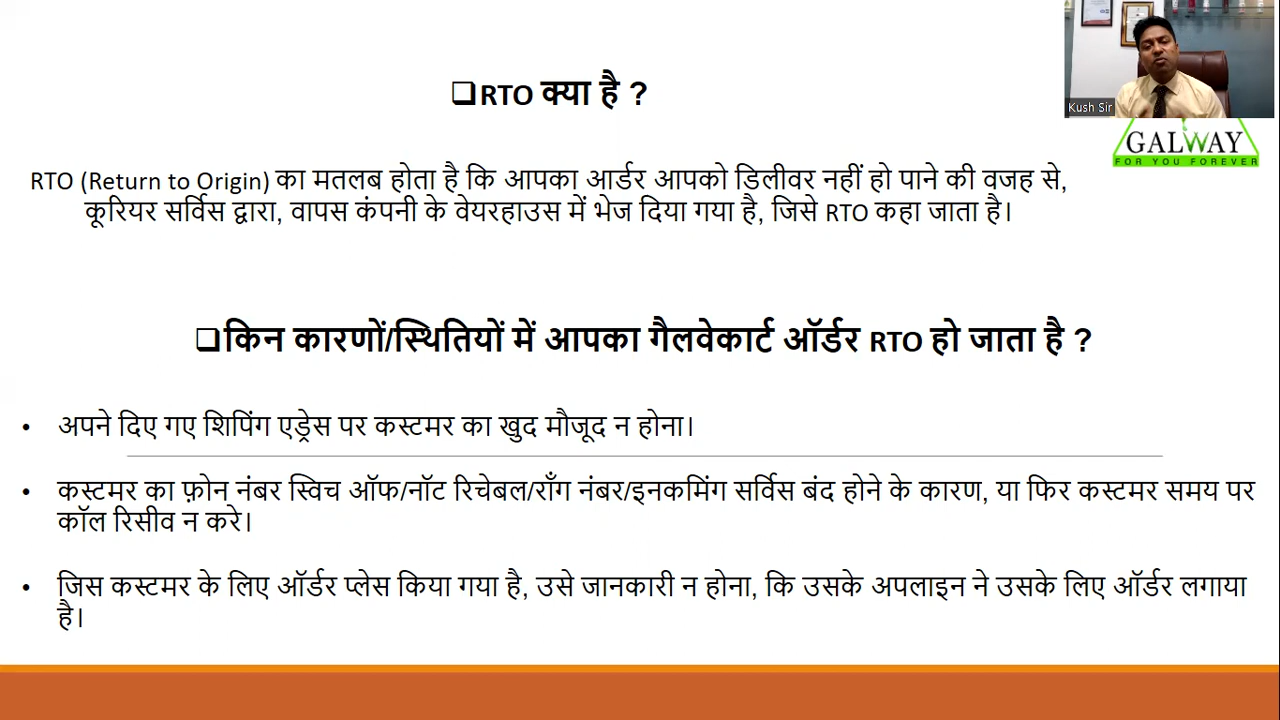 ❑RTO क्या है ?
Kush Sir
GALWAY
FOR YOU FOREVER
RTO (Return to Origin) का मतलब होता है कि आपका आर्डर आपको डिलीवर नहीं हो पाने की वजह से,
कूरियर सर्विस द्वारा, वापस कंपनी के वेयरहाउस में भेज दिया गया है, जिसे RTO कहा जाता है।
❑किन कारणों/स्थितियों में आपका गैलवेकार्ट ऑर्डर RTO हो जाता है ?
• अपने दिए गए शिपिंग एड्रेस पर कस्टमर का खुद मौजूद न होना।
• कस्टमर का फ़ोन नंबर स्विच ऑफ/नॉट रिचेबल/राँग नंबर/इनकमिंग सर्विस बंद होने के कारण, या फिर कस्टमर समय पर
कॉल रिसीव न करे।
• जिस कस्टमर के लिए ऑर्डर प्लेस किया गया है, उसे जानकारी न होना, कि उसके अपलाइन ने उसके लिए ऑर्डर लगाया
है।